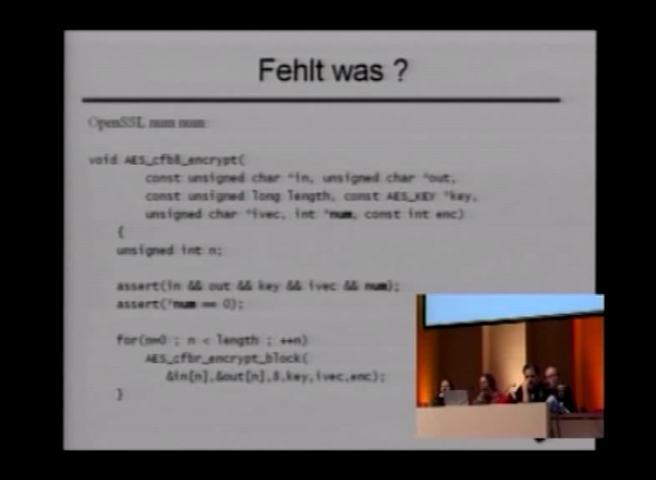 Fehlt was ?
OpenSSL num num
void AES_cfb8_encrypt(
const unsigned char *in, unsigned char *out,
const unsigned long length, const AES_KEY *key,
unsigned char *ivec, int *num, const int enc)
{
unsigned int n;
assert(in && out && key && ivec && num);
assert(*num == 0);
for(n=0 ; n < length ; ++n)
AES_cfbr_encrypt_block(
&in[n],&out[n],8,key,ivec,enc);
}